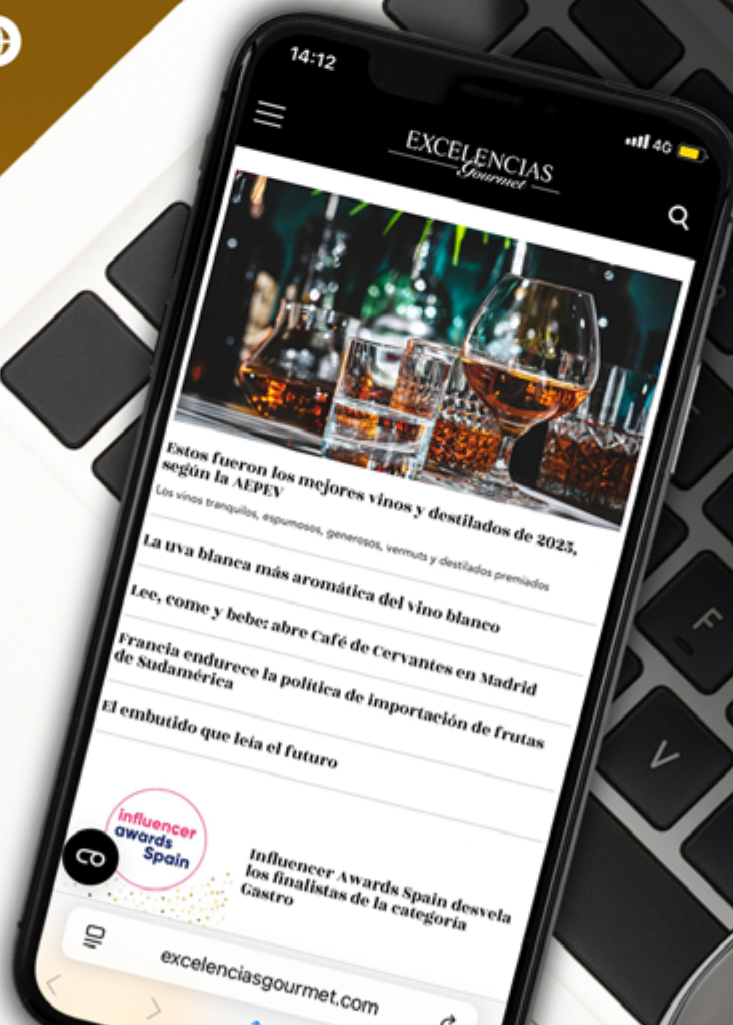 14:12
4G
EXCELENCIAS
Gourmet
Estos fueron los mejores vinos y destilados de 2025,
según la AEPEV
Los vinos tranquilos, espumosos, generosos, vermuts y destilados premiados
La uva blanca más aromática del vino blanco
Lee, come y bebe: abre Café de Cervantes en Madrid
Francia endurece la política de importación de frutas
de Sudamérica
El embutido que leía el futuro
influencer
awards
Spain
Influencer Awards Spain desvela
los finalistas de la categoría
Gastro
excelenciasgourmet.com
F
V